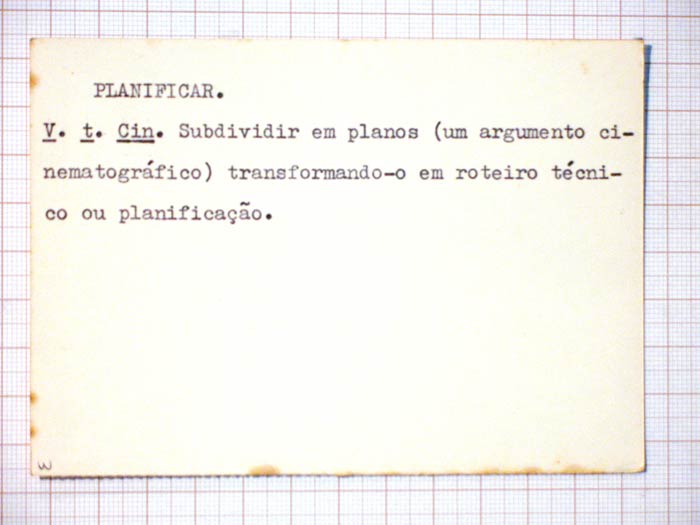 PLANIFICAR.
V. t. Cin. Subdividir em planos (um argumento ci-
nematográfico) transformando-o em roteiro técni-
co ou planificação.